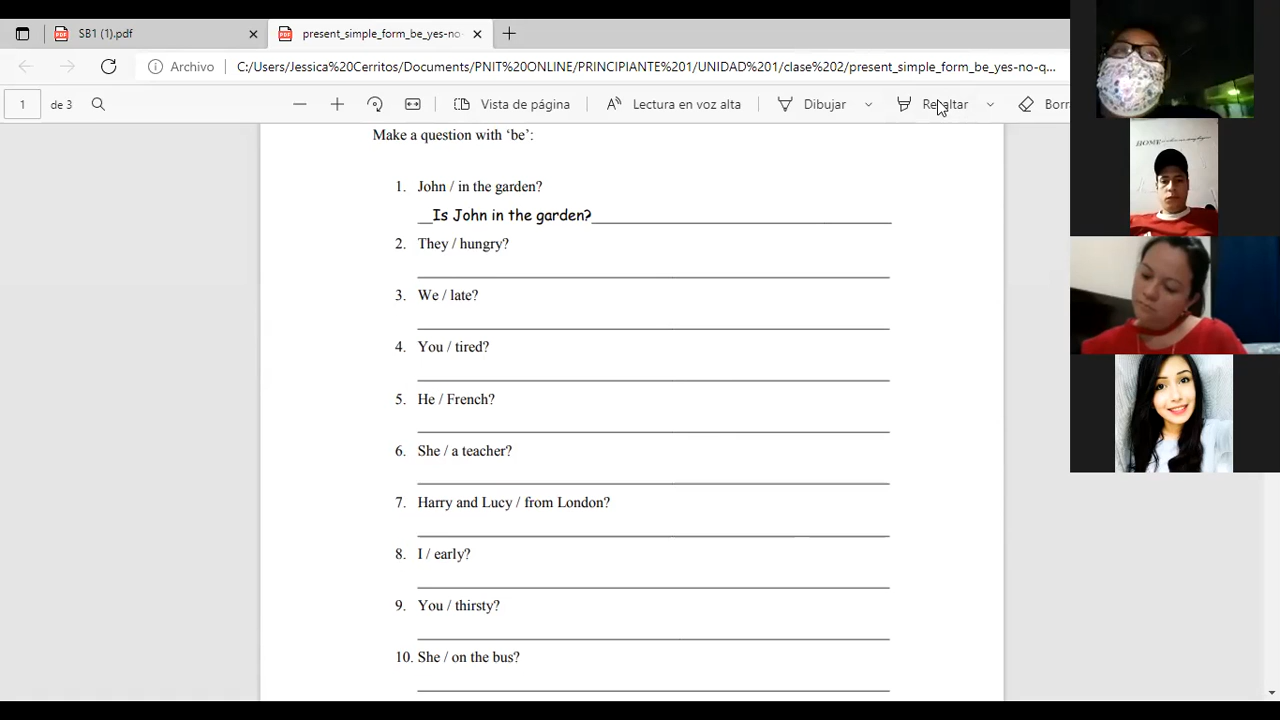 SB1 (1).pdf
present_simple_form_be_yes-no-
Archivo
C:/Users/Jessica%20Cerritos/Documents/PNIT%20ONLINE/PRINCIPIANTE%201/UNIDAD%201/clase%202/present_simple_form_be_yes-no-q...
1 de 3
Vista de página
Lectura en voz alta
Dibujar
Resaltar
Borr
Make a question with ‘be’:
1. John / in the garden?
__Is John in the garden?__
2. They / hungry?
3. We / late?
4. You / tired?
5. He / French?
6. She / a teacher?
7. Harry and Lucy / from London?
8. I / early?
9. You / thirsty?
10. She / on the bus?